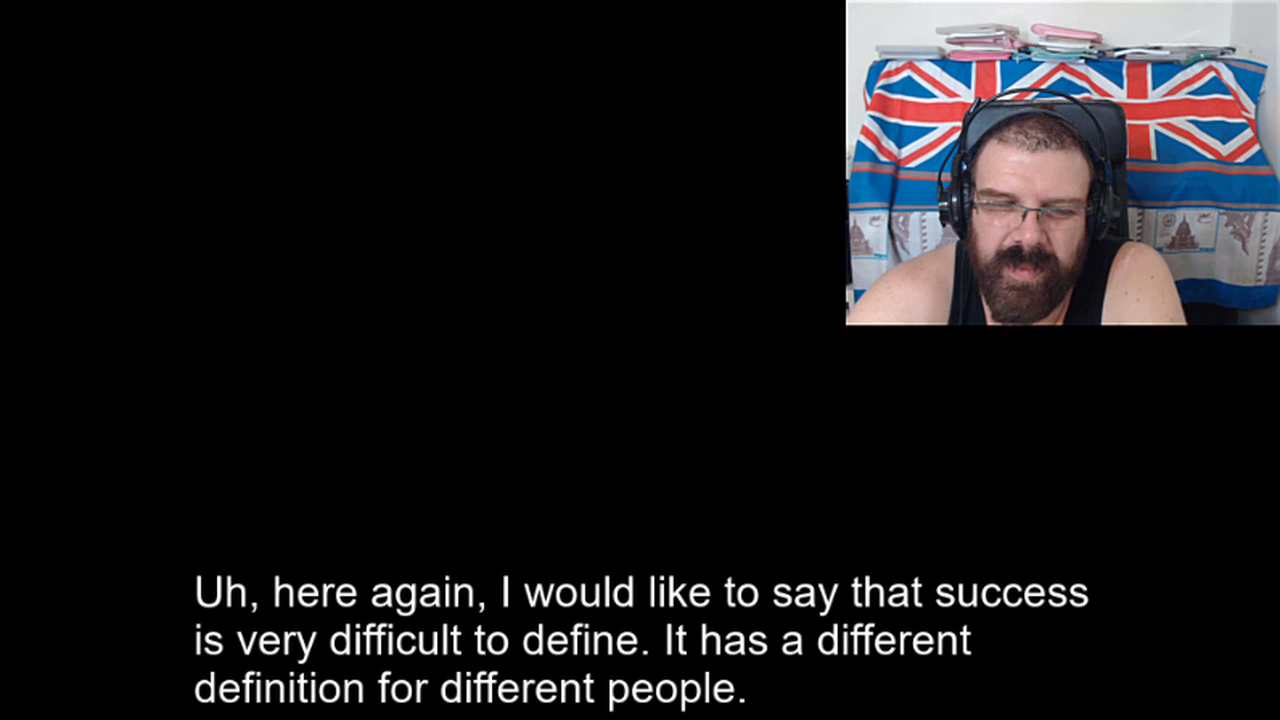 Uh, here again, I would like to say that success
is very difficult to define. It has a different
definition for different people.